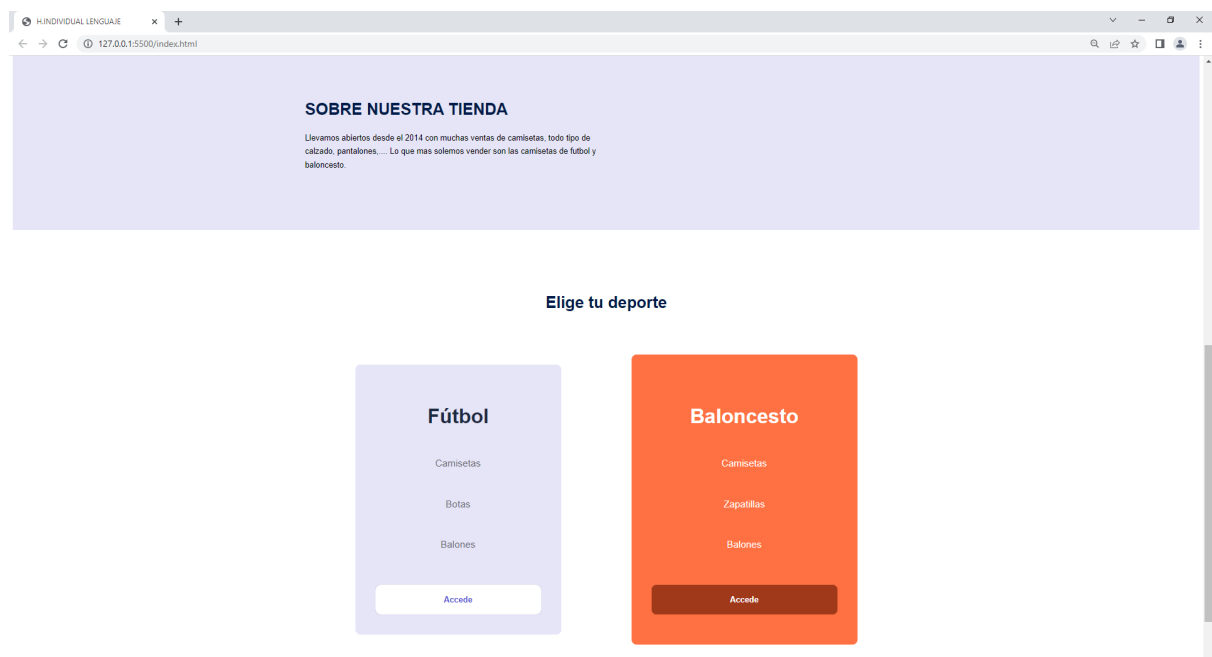 H.INDIVIDUAL LENGUAJE
127.0.0.1:5500/index.html
SOBRE NUESTRA TIENDA
Llevamos abiertos desde el 2014 con muchas ventas de camisetas, todo tipo de
calzado, pantalones,.... Lo que mas solemos vender son las camisetas de futbol y
baloncesto.
Elige tu deporte
Fútbol
Camisetas
Botas
Balones
Accede
Baloncesto
Camisetas
Zapatillas
Balones
Accede